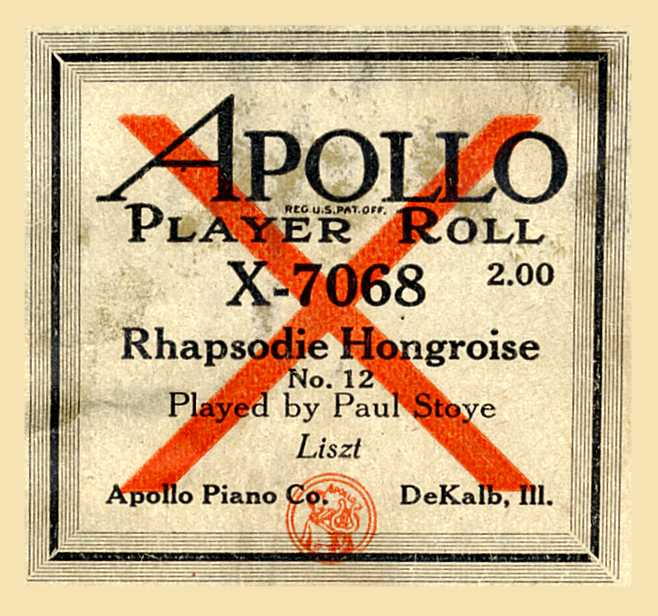 APOLLO
REG.U.S.PAT.OFF.
PLAYER ROLL
X-7068 2.00
Rhapsodie Hongroise
No. 12
Played by Paul Stoye
Liszt
Apollo Piano Co. DeKalb, Ill.
APOLLO